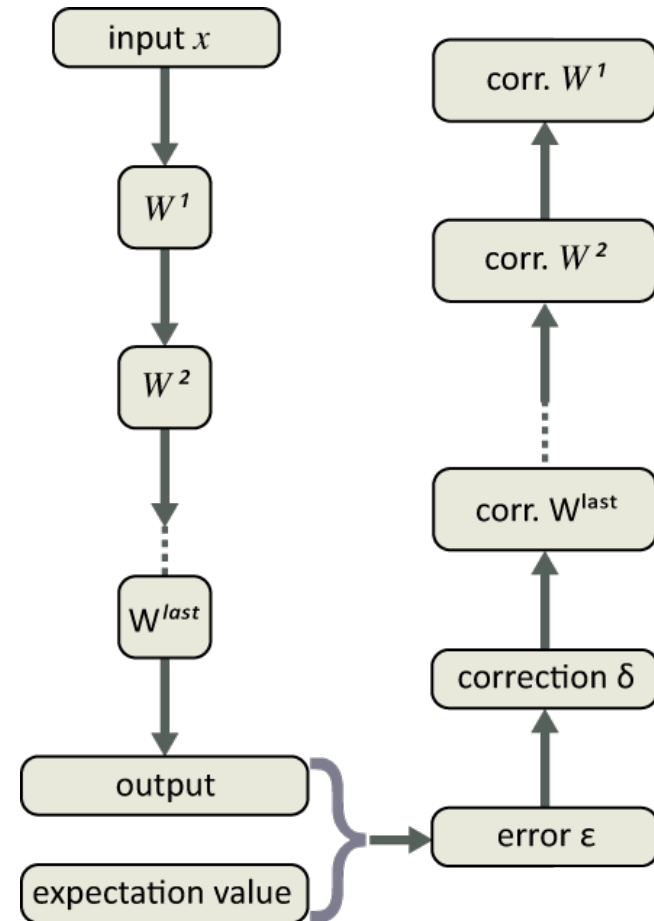 input x
W¹
W²
Wˡᵃˢᵗ
output
expectation value
corr. W¹
corr. W²
corr. Wˡᵃˢᵗ
correction δ
error ε